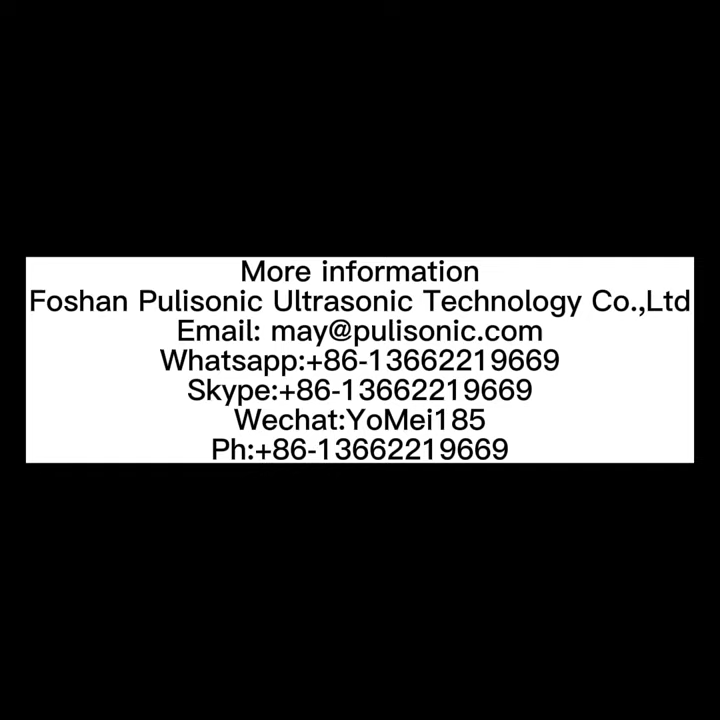 More information
Foshan Pulisonic Ultrasonic Technology Co.,Ltd
Email: may@pulisonic.com
Whatsapp:+86-13662219669
Skype:+86-13662219669
Wechat:YoMei185
Ph:+86-13662219669